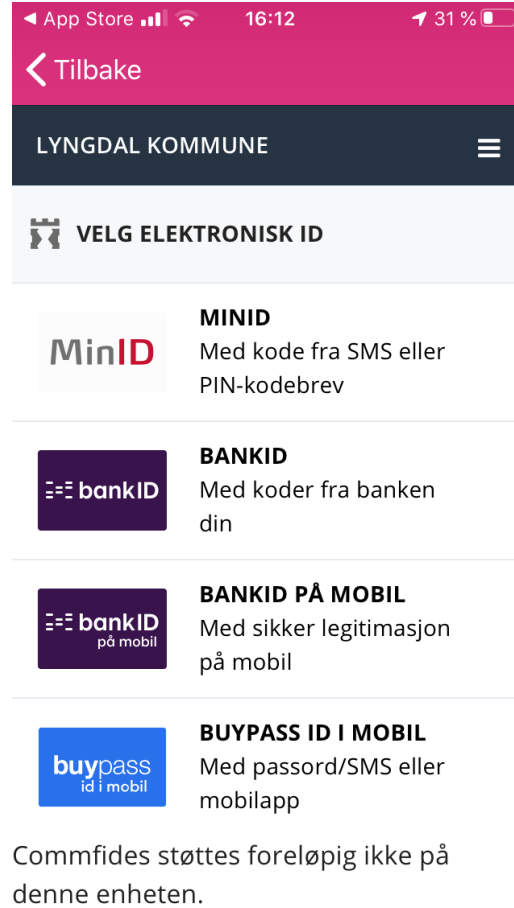 App Store 16:12 31 %
Tilbake
LYNGDAL KOMMUNE
VELG ELEKTRONISK ID
MinID
MINID
Med kode fra SMS eller
PIN-kodebrev
bankID
BANKID
Med koder fra banken
din
bankID
på mobil
BANKID PÅ MOBIL
Med sikker legitimasjon
på mobil
buypass
id i mobil
BUYPASS ID I MOBIL
Med passord/SMS eller
mobilapp
Commfides støttes foreløpig ikke på
denne enheten.